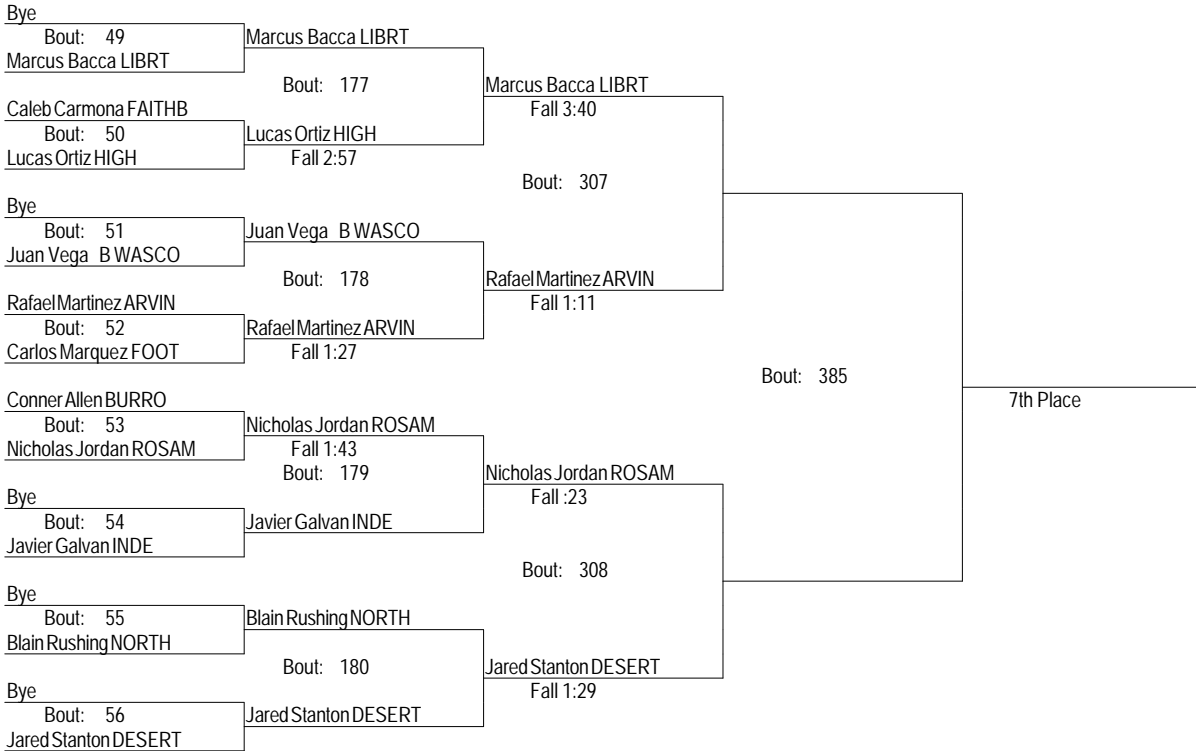 Bye
Bout: 49
Marcus Bacca LIBRT
Marcus Bacca LIBRT
Bout: 177
Marcus Bacca LIBRT
Fall 3:40
Caleb Carmona FAITHB
Bout: 50
Lucas Ortiz HIGH
Lucas Ortiz HIGH
Fall 2:57
Bout: 307
Bye
Bout: 51
Juan Vega B WASCO
Juan Vega B WASCO
Bout: 178
Rafael Martinez ARVIN
Fall 1:11
Rafael Martinez ARVIN
Bout: 52
Carlos Marquez FOOT
Rafael Martinez ARVIN
Fall 1:27
Bout: 385
7th Place
Conner Allen BURRO
Bout: 53
Nicholas Jordan ROSAM
Nicholas Jordan ROSAM
Fall 1:43
Bout: 179
Nicholas Jordan ROSAM
Fall :23
Bye
Bout: 54
Javier Galvan INDE
Javier Galvan INDE
Bout: 308
Bye
Bout: 55
Blain Rushing NORTH
Blain Rushing NORTH
Bout: 180
Jared Stanton DESERT
Fall 1:29
Bye
Bout: 56
Jared Stanton DESERT
Jared Stanton DESERT